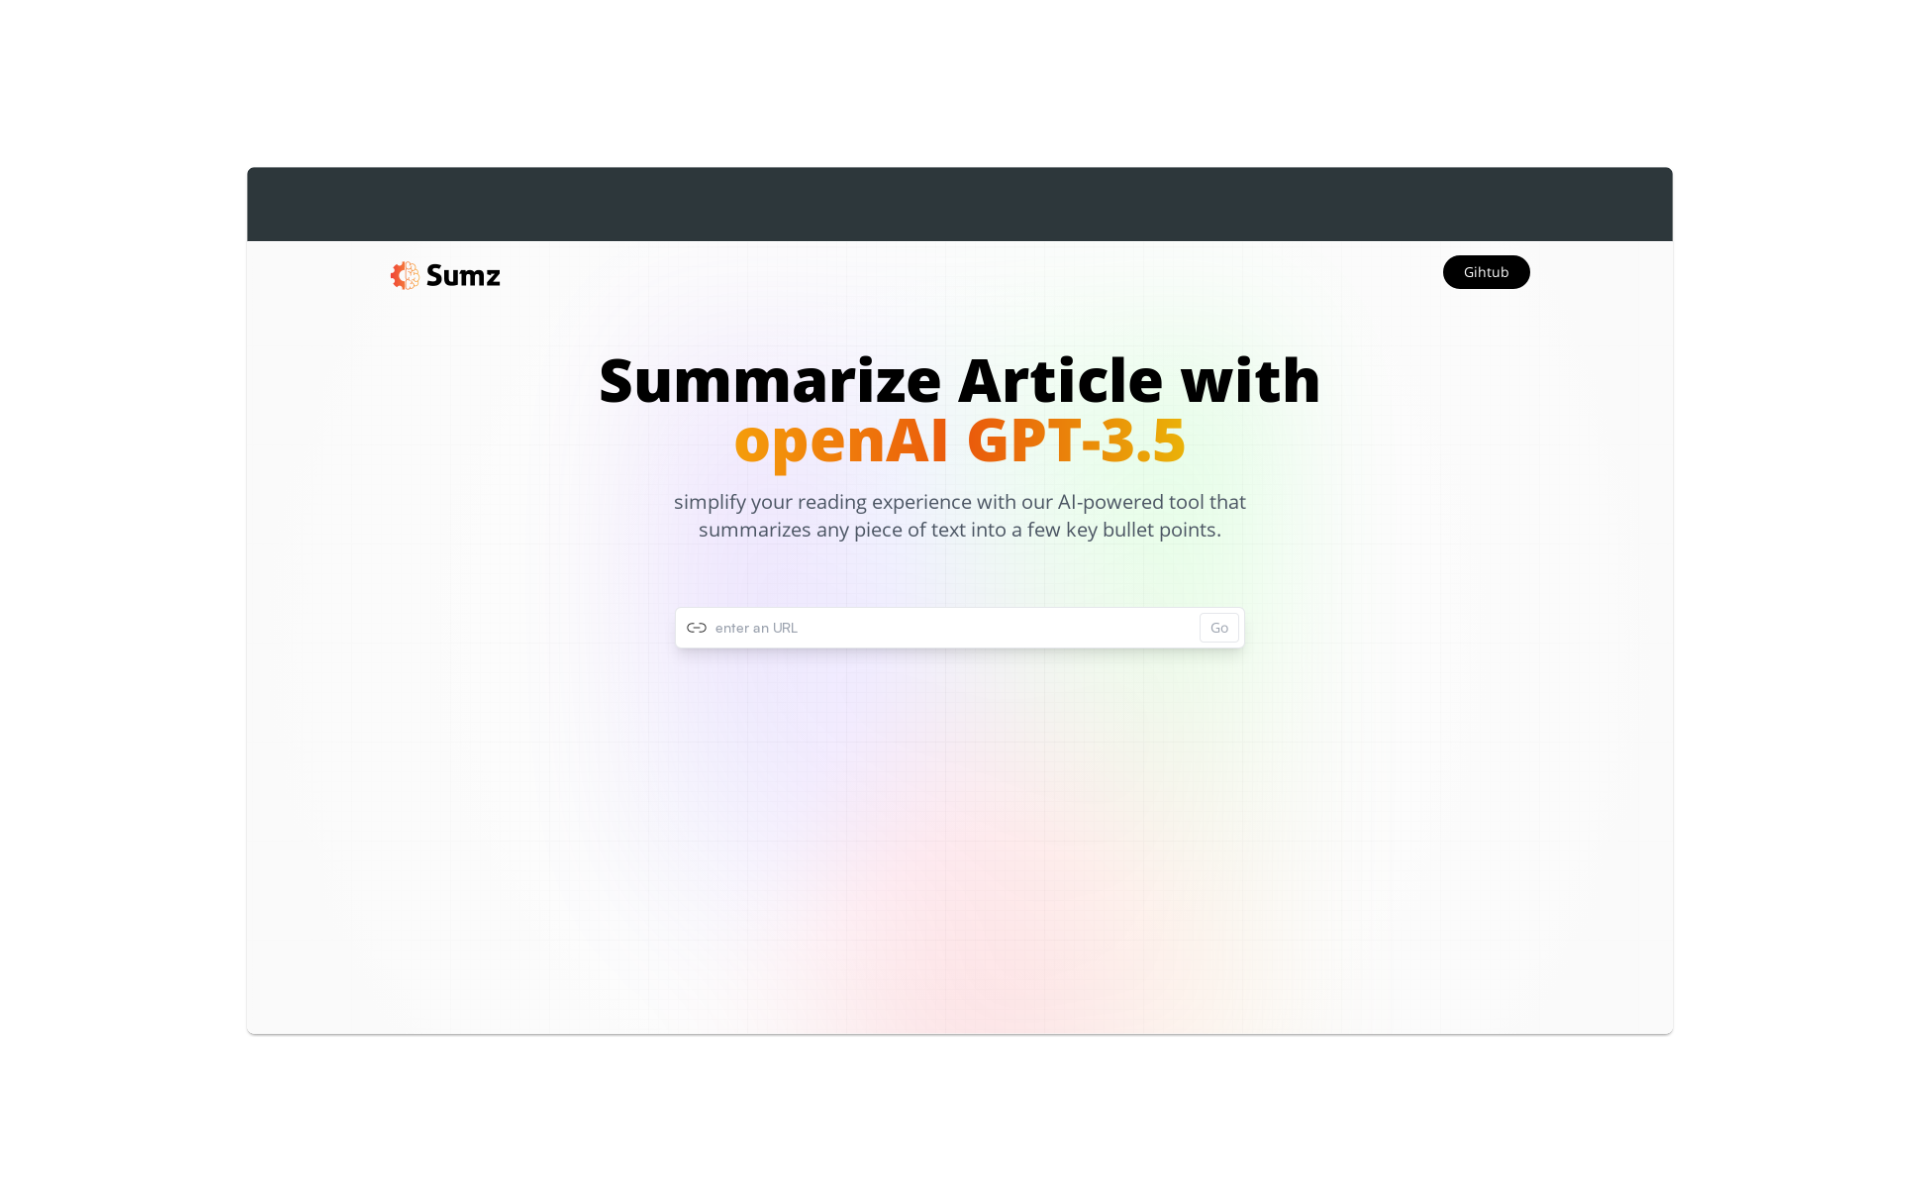 Sumz
Gihtub
Summarize Article with
openAI GPT-3.5
simplify your reading experience with our AI-powered tool that
summarizes any piece of text into a few key bullet points.
enter an URL
Go